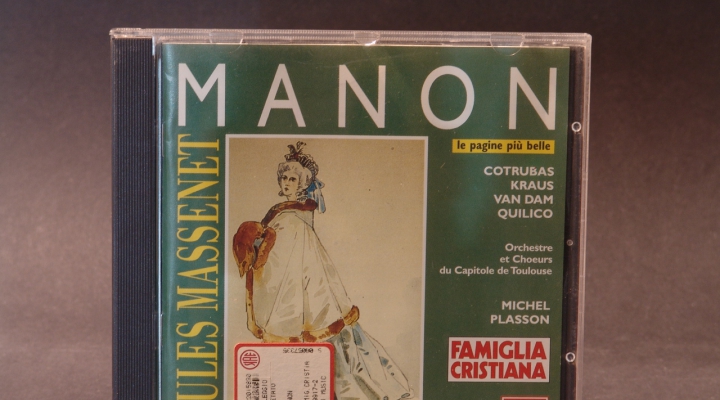 MANON
le pagine più belle
COTRUBAS
KRAUS
VAN DAM
QUILICO
Orchestre
et Choeurs
du Capitole de Toulouse
MICHEL
PLASSON
FAMIGLIA
CRISTIANA
ULES MASSENET